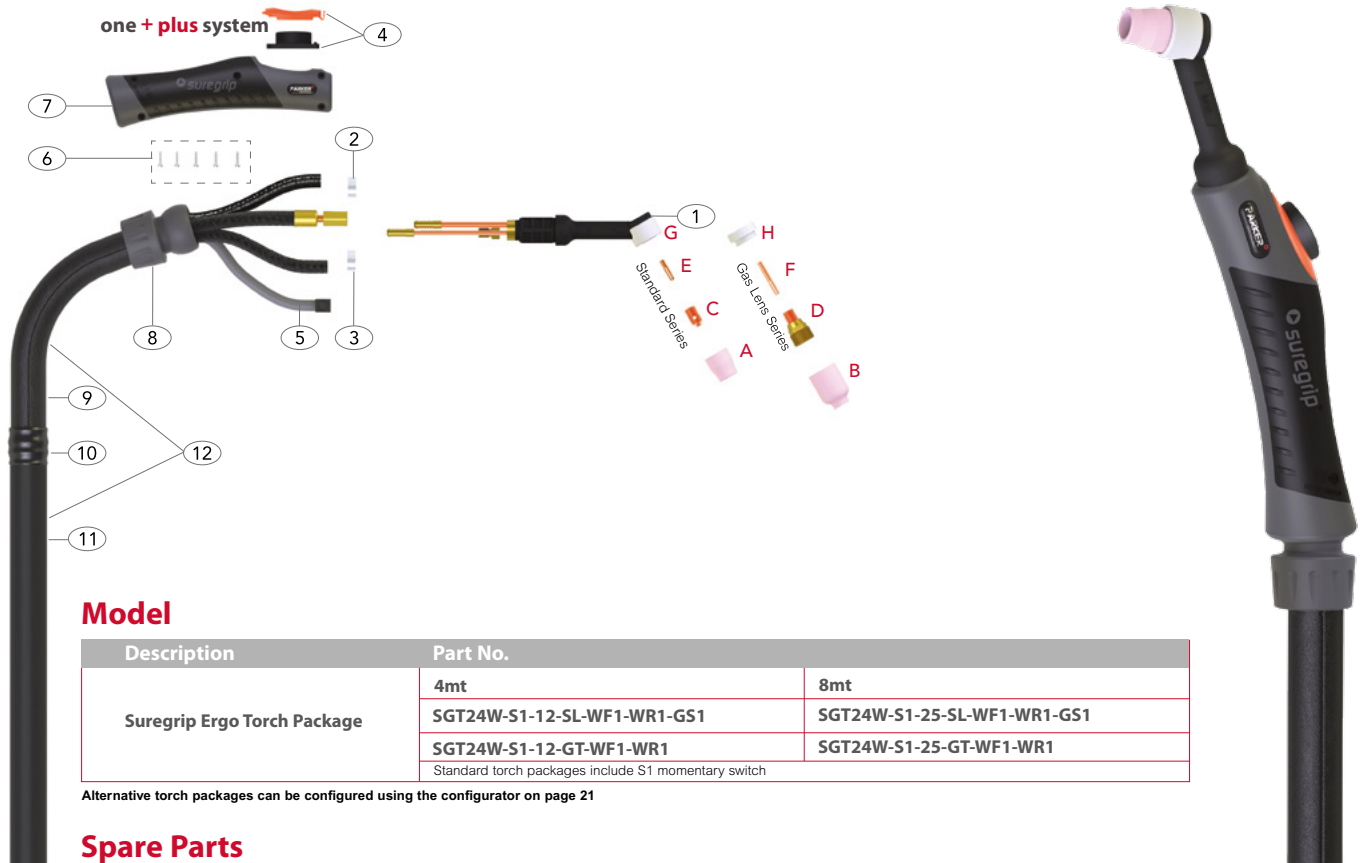 one + plus system
4
suregrip
PARKER
7
2
6
1
G
H
E
F
Standard Series
Gas Lens Series
C
D
A
B
8
5
3
9
10
12
11
PARKER
suregrip
Model
Description Part No.
4mt 8mt
Suregrip Ergo Torch Package
SGT24W-S1-12-SL-WF1-WR1-GS1 SGT24W-S1-25-SL-WF1-WR1-GS1
SGT24W-S1-12-GT-WF1-WR1 SGT24W-S1-25-GT-WF1-WR1
Standard torch packages include S1 momentary switch
Alternative torch packages can be configured using the configurator on page 21
Spare Parts